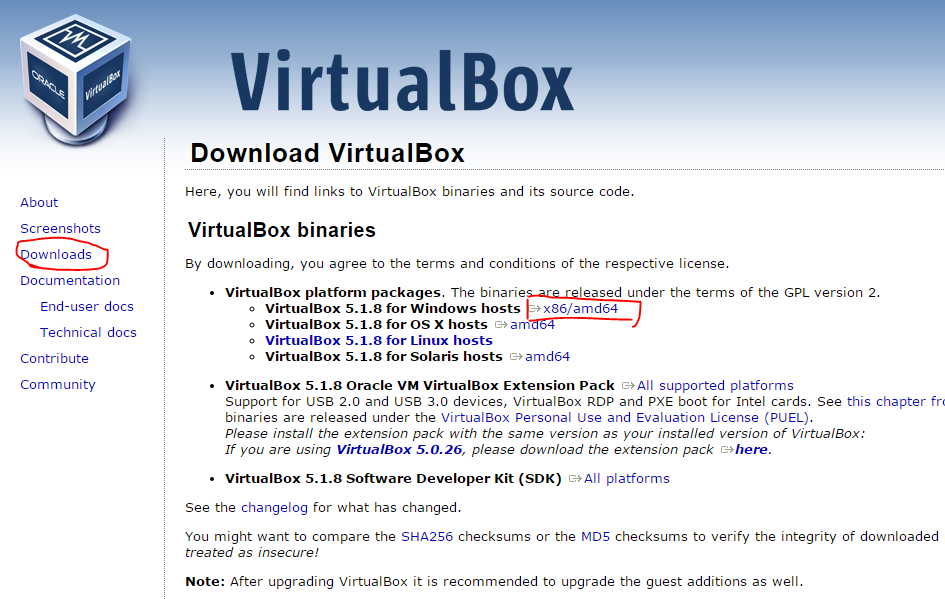 ORACLE
VirtualBox
VirtualBox
Download VirtualBox
Here, you will find links to VirtualBox binaries and its source code.
About
Screenshots
Downloads
Documentation
End-user docs
Technical docs
Contribute
Community
VirtualBox binaries
By downloading, you agree to the terms and conditions of the respective license.
• VirtualBox platform packages. The binaries are released under the terms of the GPL version 2.
◦ VirtualBox 5.1.8 for Windows hosts x86/amd64
◦ VirtualBox 5.1.8 for OS X hosts amd64
◦ VirtualBox 5.1.8 for Linux hosts
◦ VirtualBox 5.1.8 for Solaris hosts amd64
• VirtualBox 5.1.8 Oracle VM VirtualBox Extension Pack All supported platforms
Support for USB 2.0 and USB 3.0 devices, VirtualBox RDP and PXE boot for Intel cards. See this chapter fro
binaries are released under the VirtualBox Personal Use and Evaluation License (PUEL).
Please install the extension pack with the same version as your installed version of VirtualBox:
If you are using VirtualBox 5.0.26, please download the extension pack here.
• VirtualBox 5.1.8 Software Developer Kit (SDK) All platforms
See the changelog for what has changed.
You might want to compare the SHA256 checksums or the MD5 checksums to verify the integrity of downloaded
treated as insecure!
Note: After upgrading VirtualBox it is recommended to upgrade the guest additions as well.